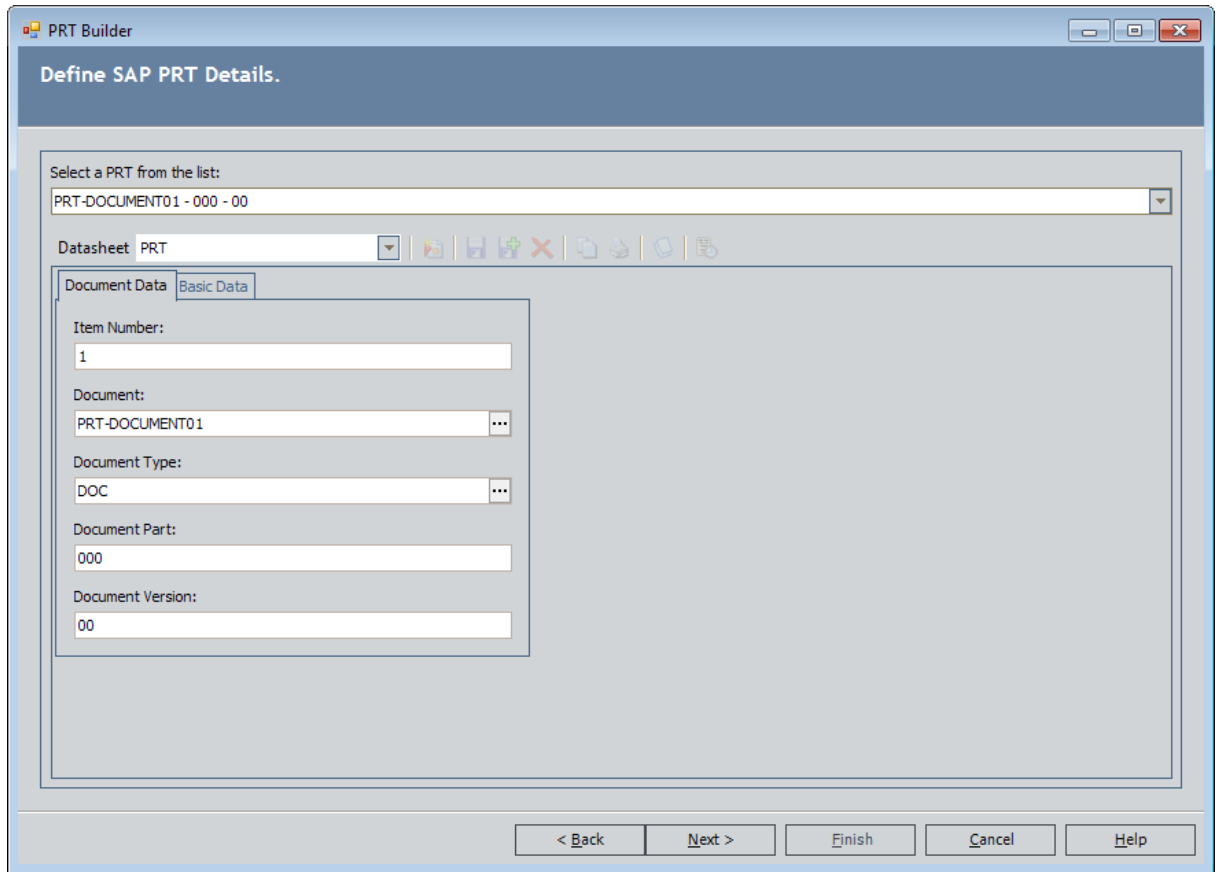 PRT Builder
Define SAP PRT Details.
Select a PRT from the list:
PRT-DOCUMENT01 - 000 - 00
Datasheet PRT
Document Data Basic Data
Item Number:
1
Document:
PRT-DOCUMENT01 ...
Document Type:
DOC ...
Document Part:
000
Document Version:
00
< Back Next > Finish Cancel Help